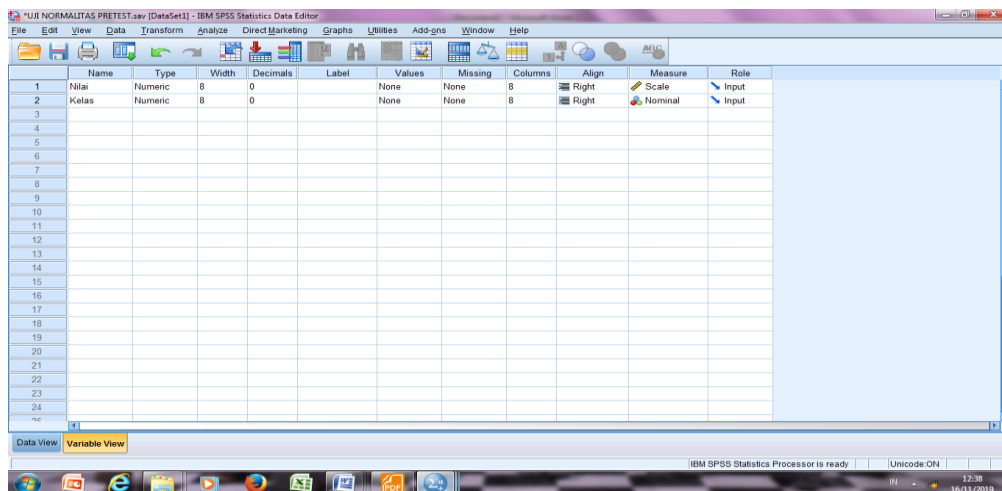 *UJI NORMALITAS PRETEST.sav [DataSet1] - IBM SPSS Statistics Data Editor
File Edit View Data Transform Analyze Direct Marketing Graphs Utilities Add-ons Window Help
Name Type Width Decimals Label Values Missing Columns Align Measure Role
1 Nilai Numeric 8 0 None None 8 Right Scale Input
2 Kelas Numeric 8 0 None None 8 Right Nominal Input
3
4
5
6
7
8
9
10
11
12
13
14
15
16
17
18
19
20
21
22
23
24
Data View Variable View
IBM SPSS Statistics Processor is ready Unicode:ON
IN 12:38
16/11/2019